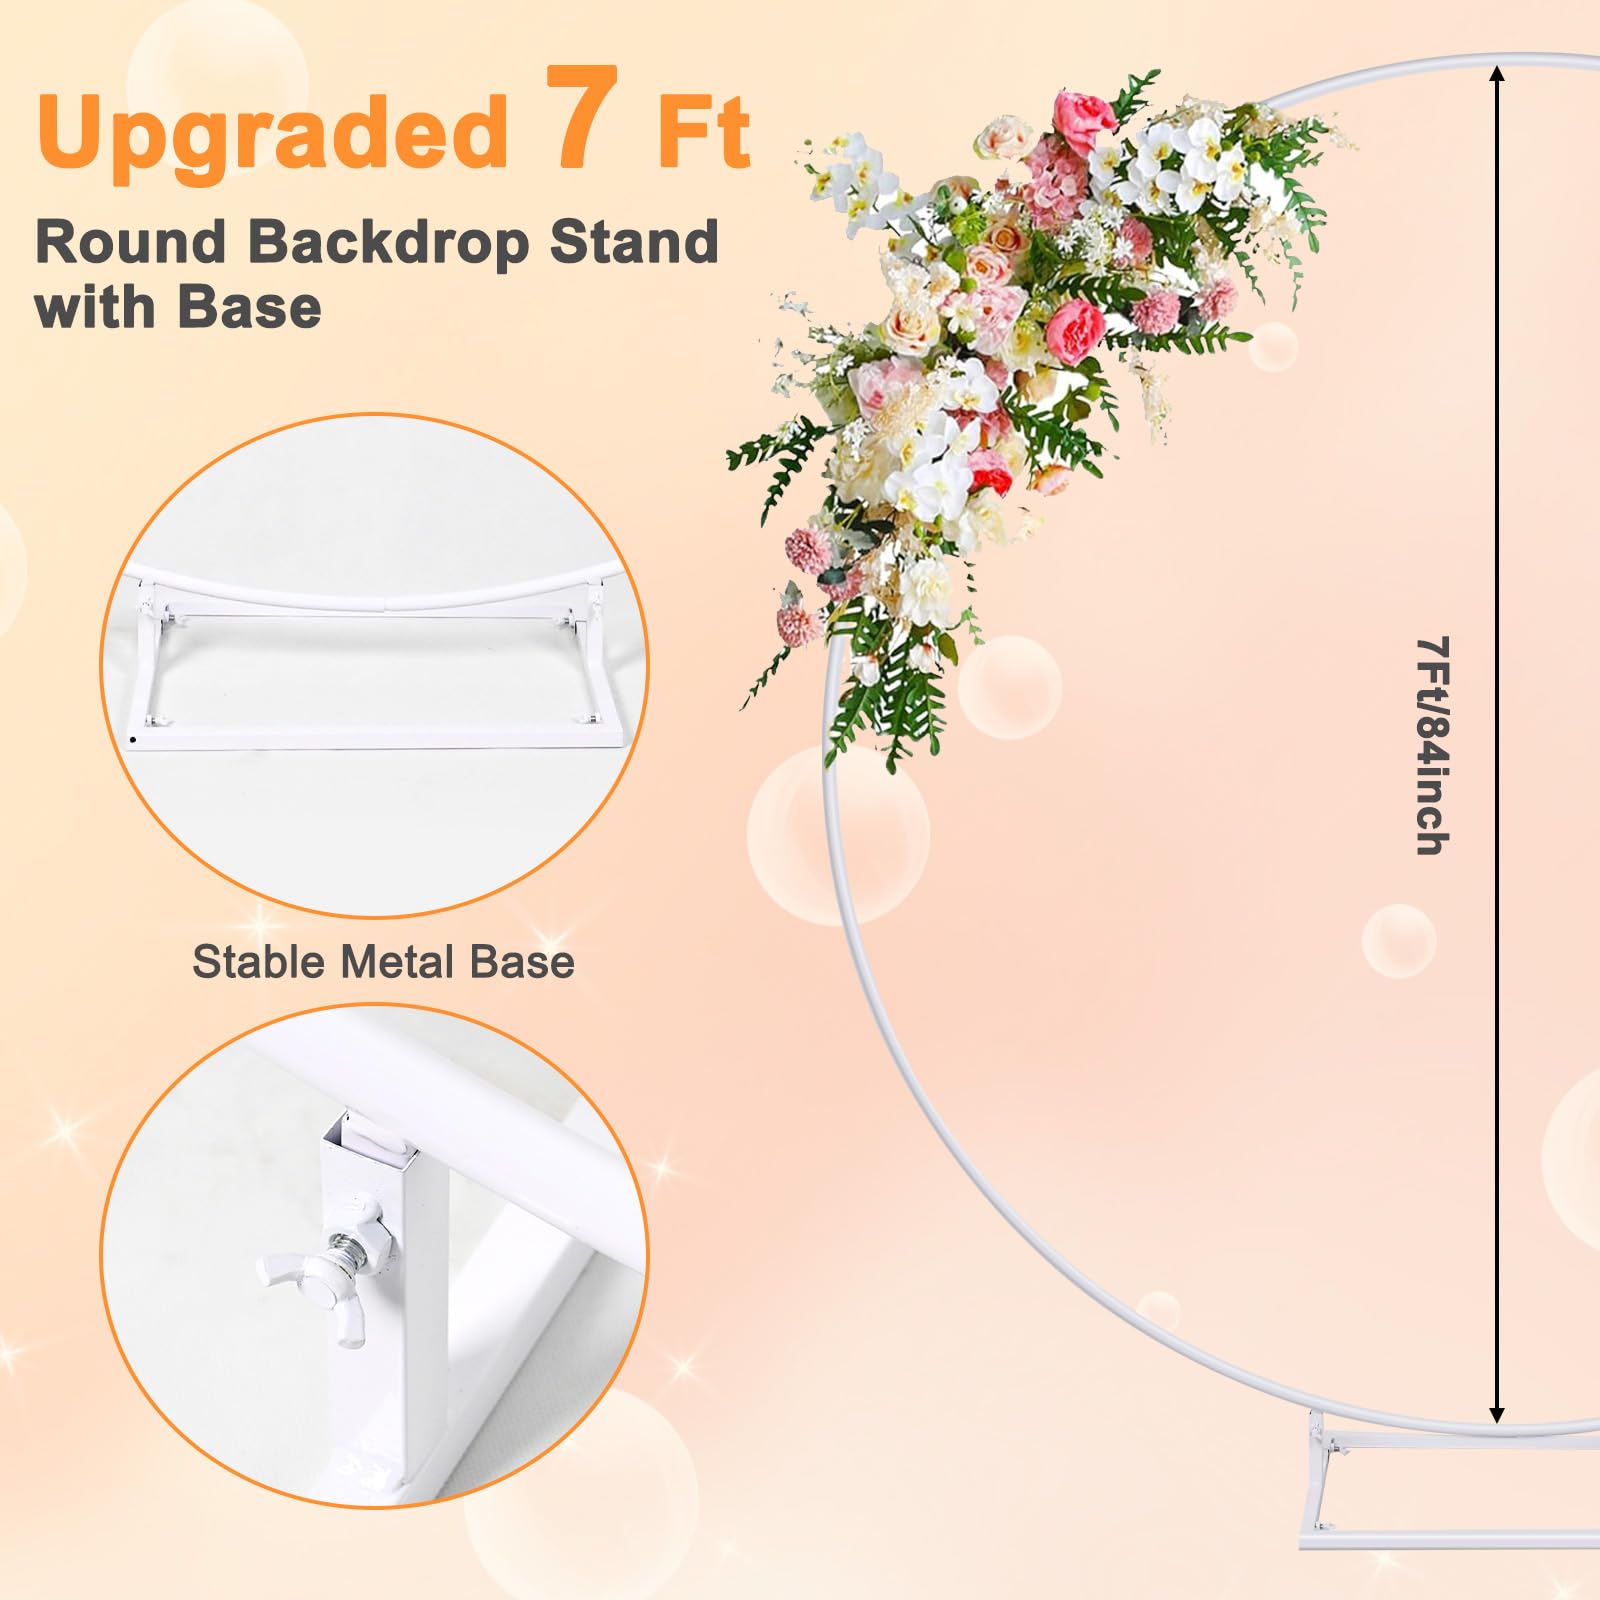 Upgraded 7 Ft
Round Backdrop Stand
with Base
Stable Metal Base
7Ft/84inch